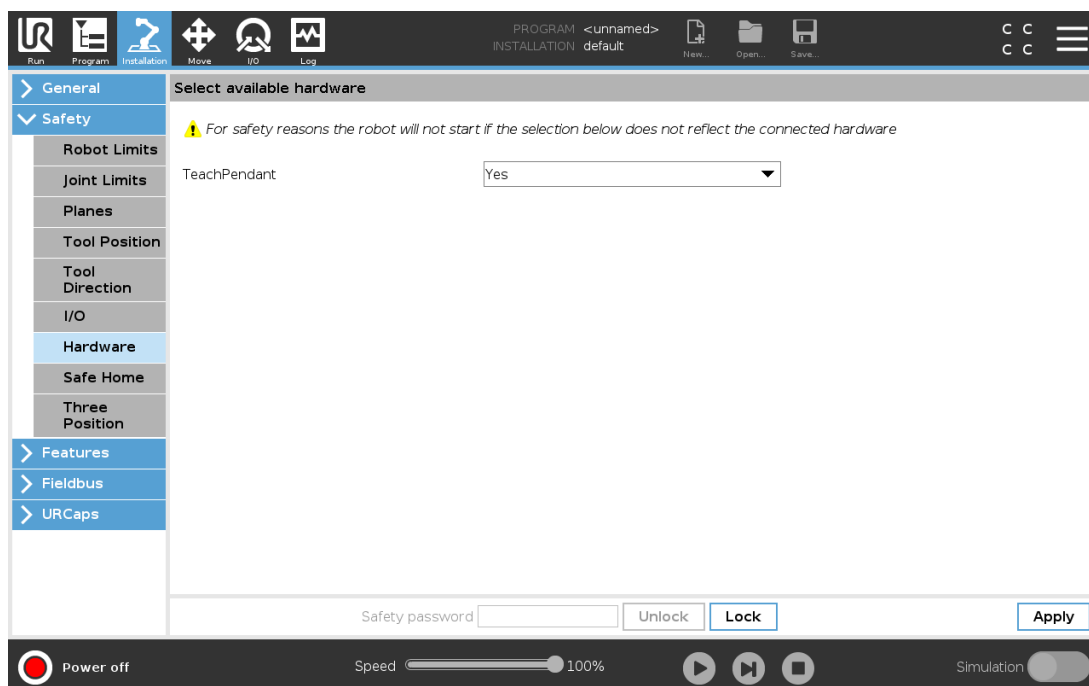 UR
Run
Program
Installation
Move
I/O
Log
PROGRAM <unnamed>
INSTALLATION default
New...
Open...
Save...
C C
C C
General
Safety
Robot Limits
Joint Limits
Planes
Tool Position
Tool
Direction
I/O
Hardware
Safe Home
Three
Position
Features
Fieldbus
URCaps
Select available hardware
For safety reasons the robot will not start if the selection below does not reflect the connected hardware
TeachPendant Yes
Safety password Unlock Lock Apply
Power off Speed 100% Simulation